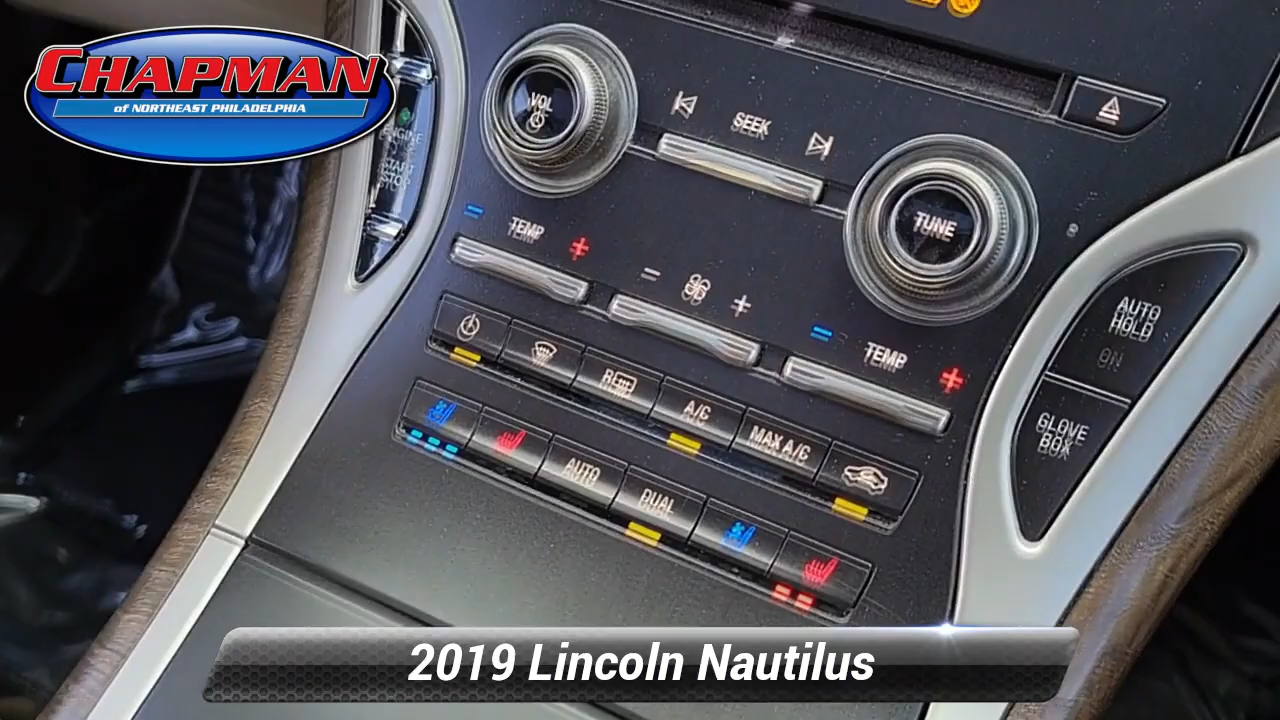 CHAPMAN
of NORTHEAST PHILADELPHIA
ENGINE
START
STOP
VOL
SEEK
TUNE
TEMP
TEMP
AUTO
HOLD
ON
GLOVE
BOX
R
A/C
MAX A/C
AUTO
DUAL
2019 Lincoln Nautilus